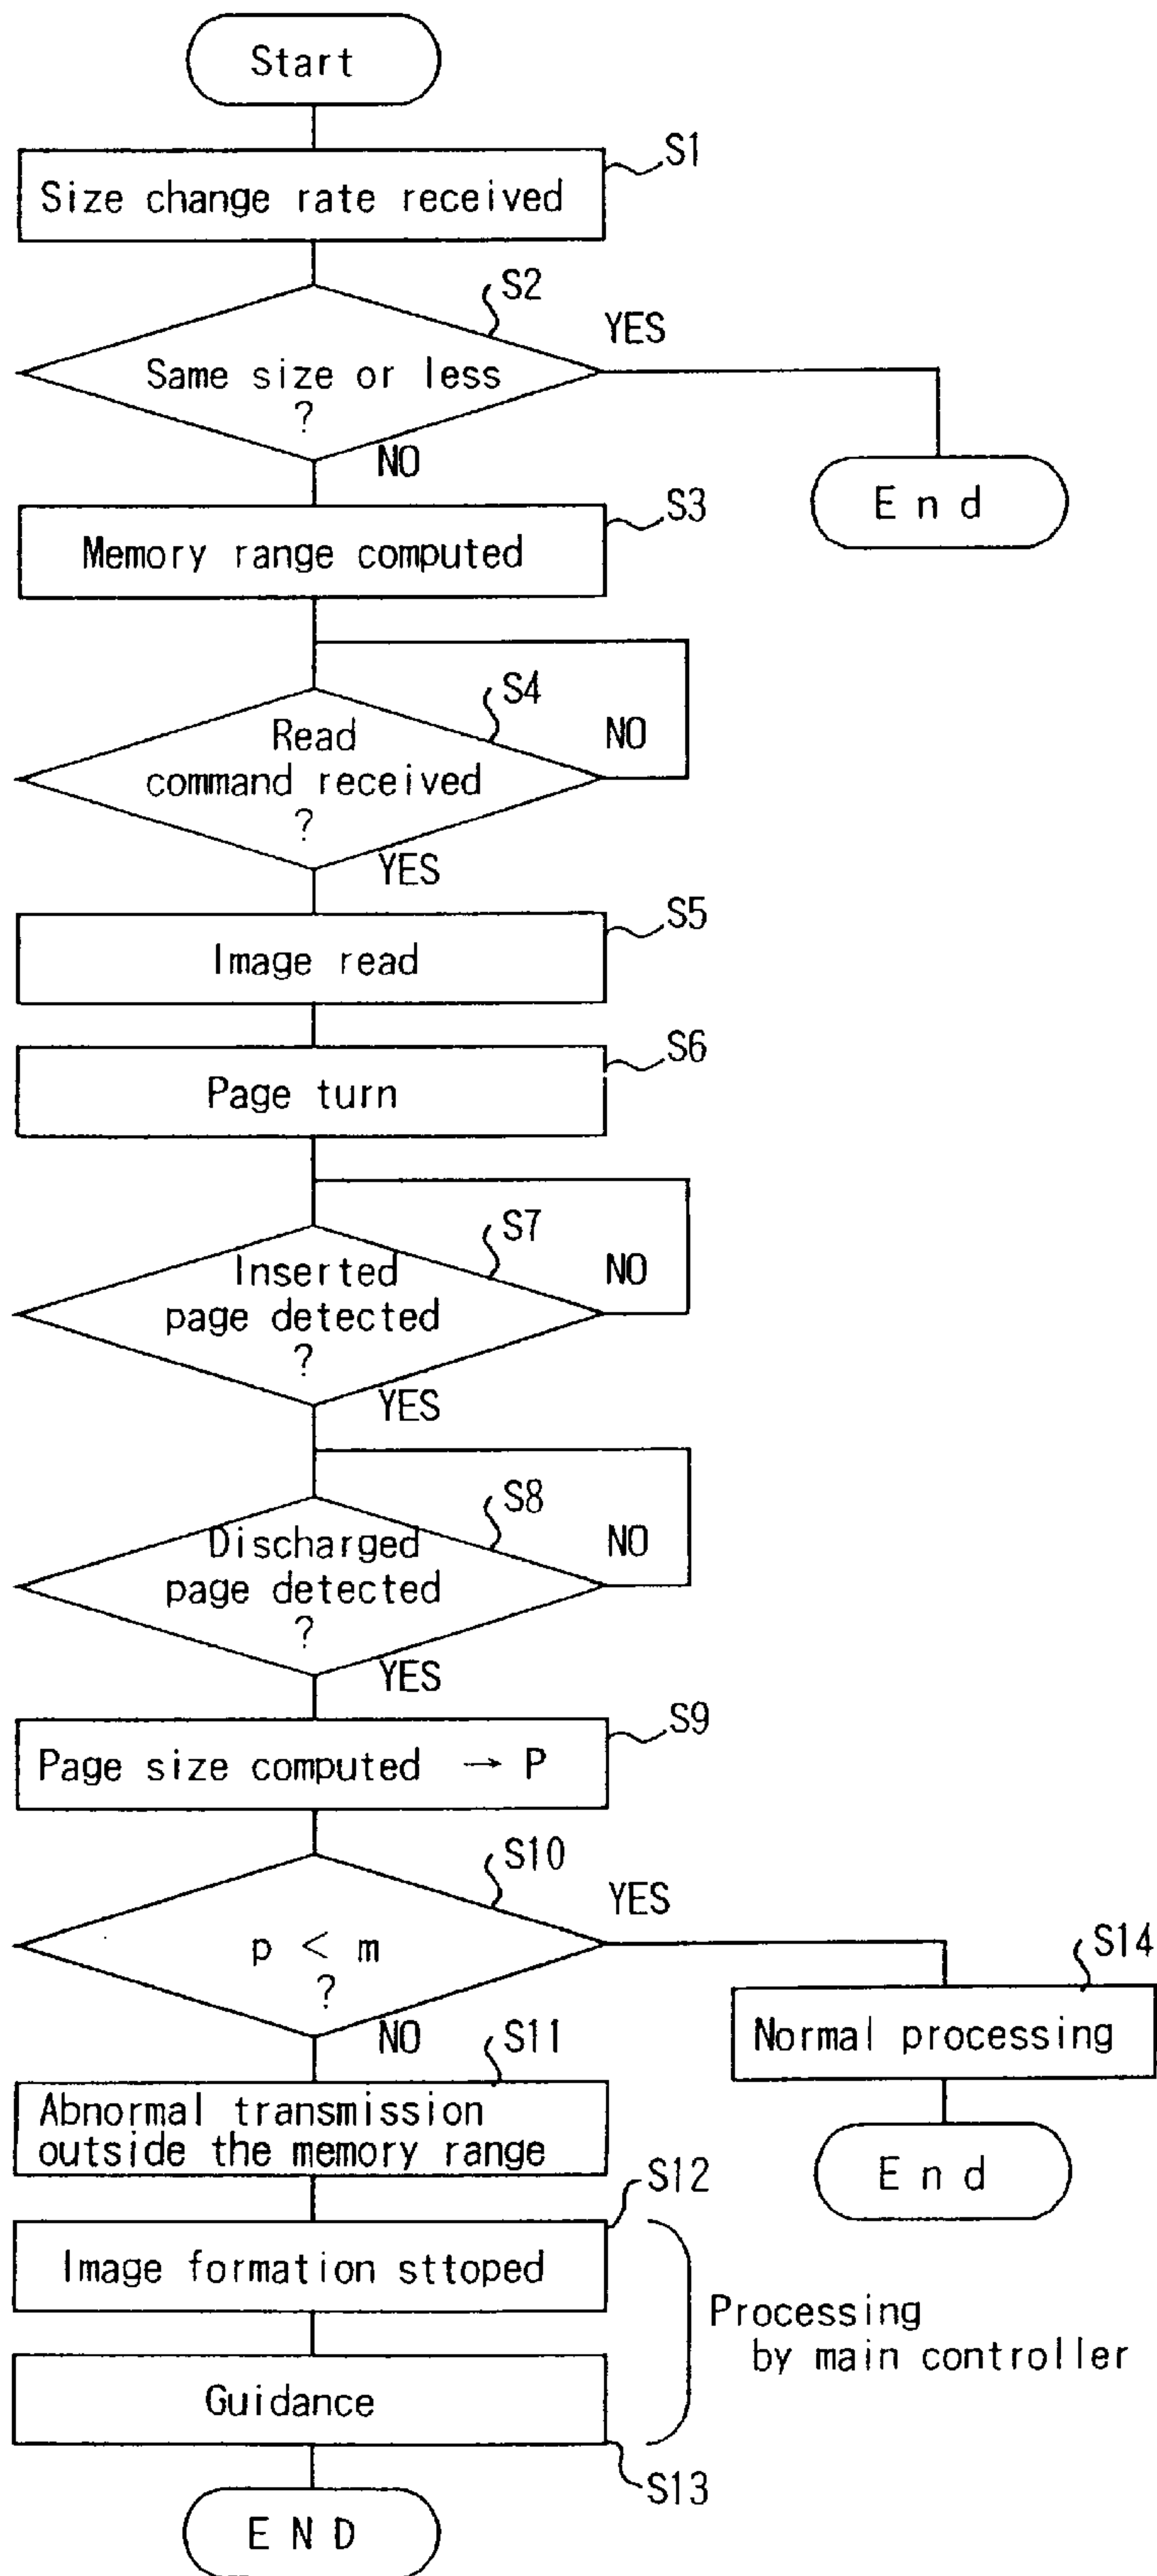 Start
S1
Size change rate received
S2
YES
Same size or less
?
NO
End
S3
Memory range computed
S4
Read
NO
command received
?
YES
S5
Image read
S6
Page turn
S7
Inserted
NO
page detected
?
YES
S8
Discharged
NO
page detected
?
YES
S9
Page size computed → P
S10
YES
p < m
?
S14
NO
Normal processing
S11
Abnormal transmission
outside the memory range
End
S12
Image formation sttoped
Processing
by main controller
Guidance
S13
END